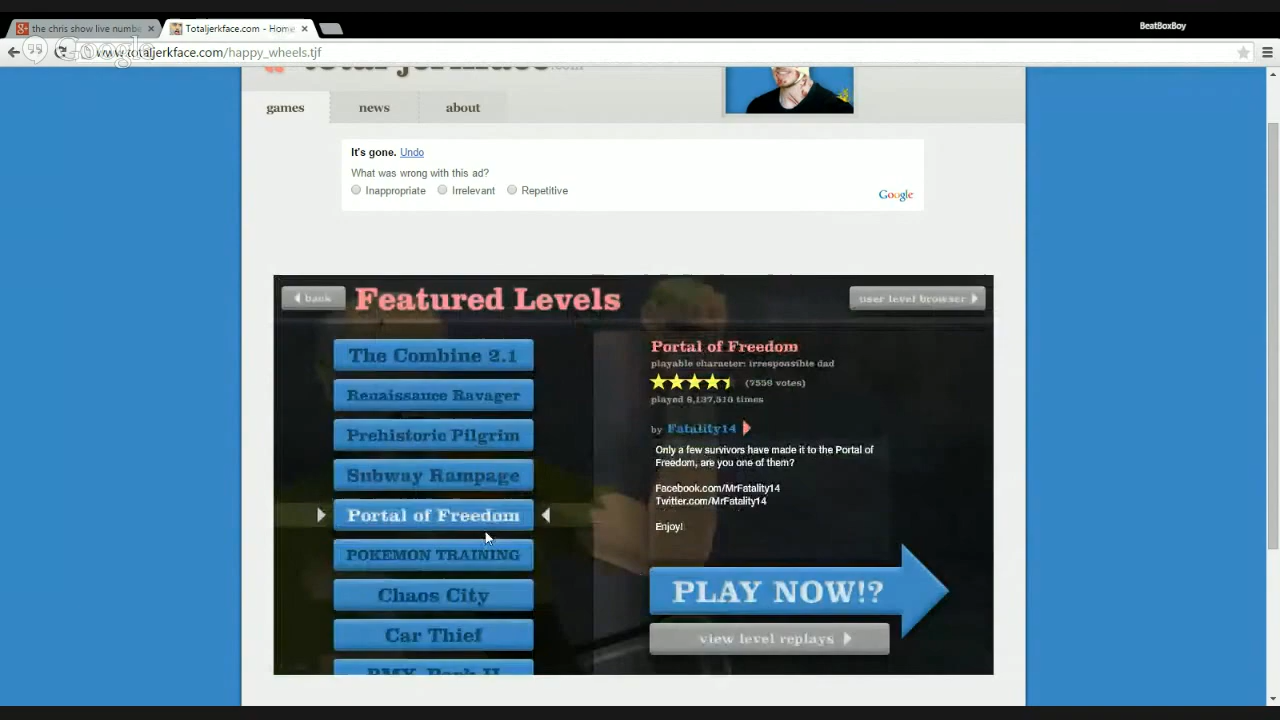 the chris show live numb
Totaljerkface.com - Home
BeatBoxBoy
Google
www.totaljerkface.com/happy_wheels.tjf
.com
games
news
about
It's gone. Undo
What was wrong with this ad?
Inappropriate
Irrelevant
Repetitive
Google
back
Featured Levels
user level browser
The Combine 2.1
Renaissance Ravager
Prehistoric Pilgrim
Subway Rampage
Portal of Freedom
POKEMON TRAINING
Chaos City
Car Thief
Portal of Freedom
playable character: irresponsible dad
(7559 votes)
by Fatality14
Only a few survivors have made it to the Portal of
Freedom, are you one of them?
Facebook.com/MrFatality14
Twitter.com/MrFatality14
Enjoy!
PLAY NOW!?
view level replays